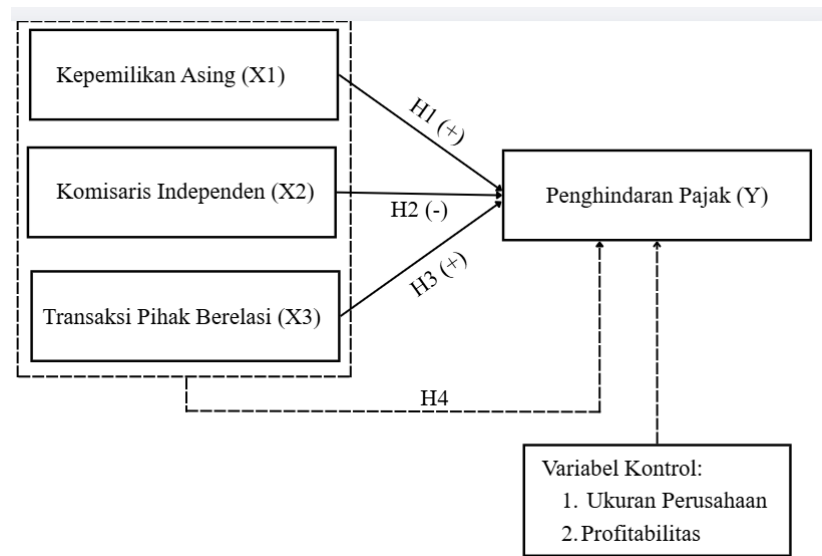 Kepemilikan Asing (X1)
H1 (+)
Komisaris Independen (X2)
H2 (-)
Penghindaran Pajak (Y)
H3 (+)
Transaksi Pihak Berelasi (X3)
H4
Variabel Kontrol:
1. Ukuran Perusahaan
2. Profitabilitas